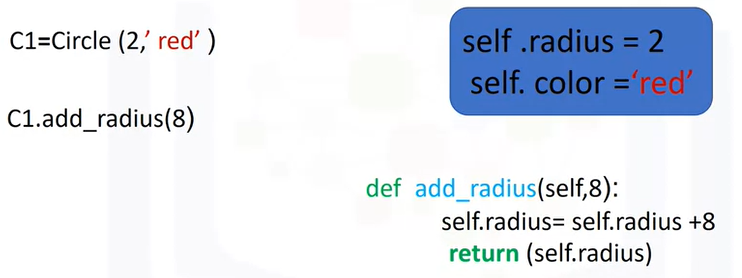 C1=Circle (2,’ red’ )
self .radius = 2
self. color =‘red’
C1.add_radius(8)
def add_radius(self,8):
self.radius= self.radius +8
return (self.radius)